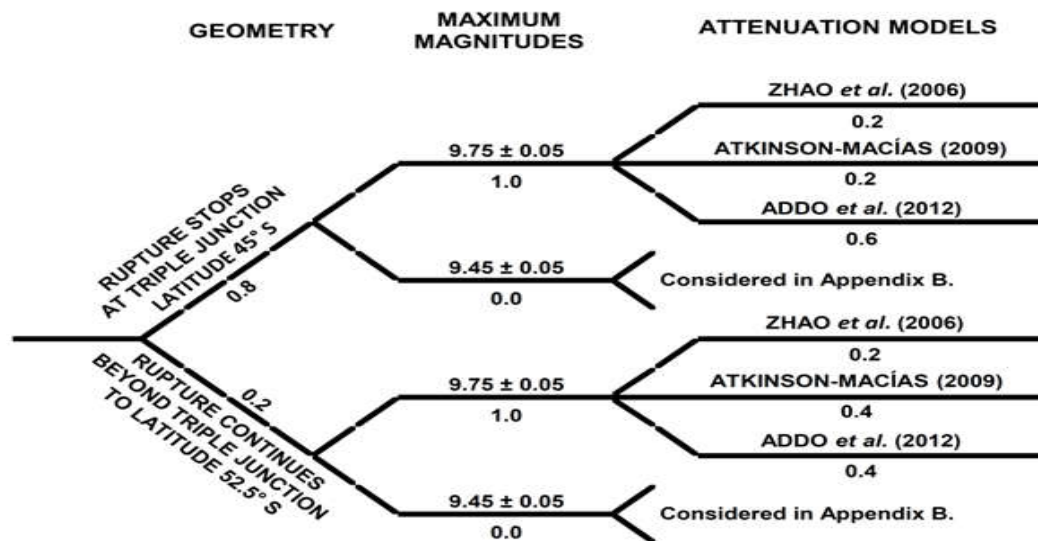 GEOMETRY
MAXIMUM
MAGNITUDES
ATTENUATION MODELS
RUPTURE STOPS
AT TRIPLE JUNCTION
LATITUDE 45° S
0.8
9.75 ± 0.05
1.0
ZHAO et al. (2006)
0.2
ATKINSON-MACÍAS (2009)
0.2
ADDO et al. (2012)
0.6
9.45 ± 0.05
0.0
Considered in Appendix B.
0.2
RUPTURE CONTINUES
BEYOND TRIPLE JUNCTION
TO LATITUDE 52.5° S
9.75 ± 0.05
1.0
ZHAO et al. (2006)
0.2
ATKINSON-MACÍAS (2009)
0.4
ADDO et al. (2012)
0.4
9.45 ± 0.05
0.0
Considered in Appendix B.